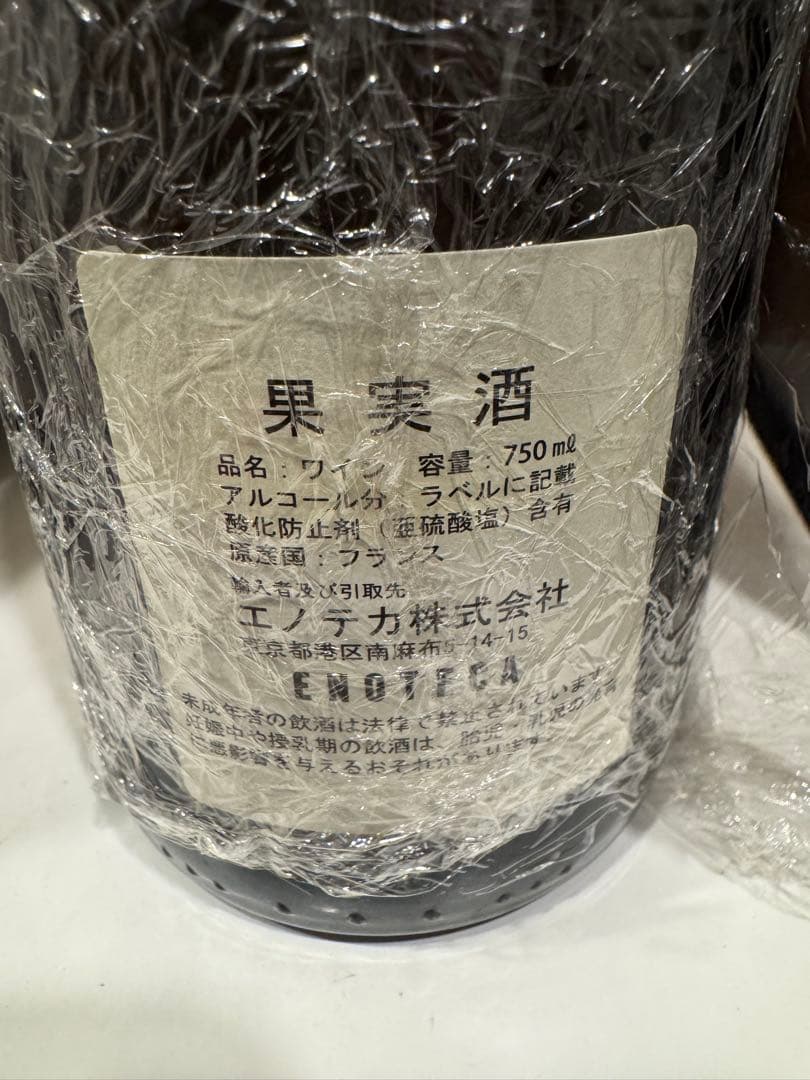 果実酒
品名：ワイン 容量：750㎖
アルコール分 ラベルに記載
酸化防止剤（亜硫酸塩）含有
原産国：フランス
輸入者及び引取先
エノテカ株式会社
東京都港区南麻布5-14-15
ENOTECA
未成年者の飲酒は法律で禁止されています。
妊娠中や授乳期の飲酒は、胎児・乳児の発育
に悪影響を与えるおそれがあります。